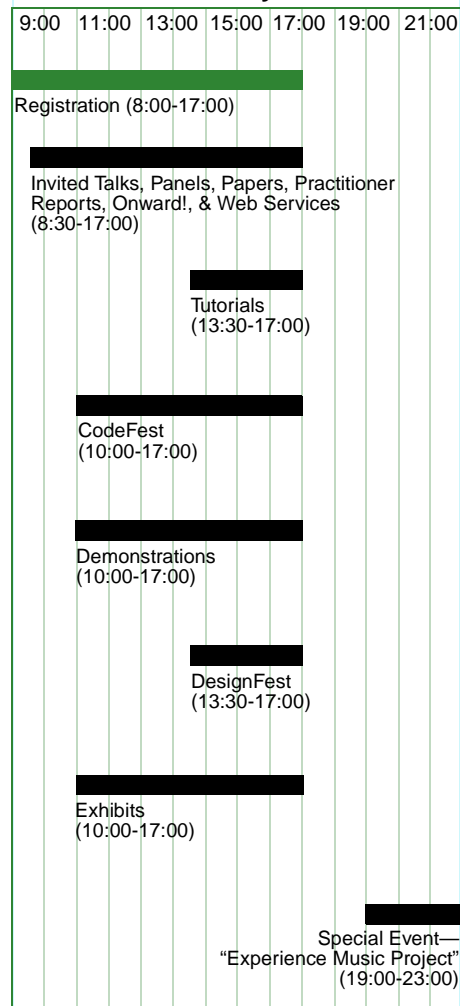 9:00 11:00 13:00 15:00 17:00 19:00 21:00
Registration (8:00-17:00)
Invited Talks, Panels, Papers, Practitioner
Reports, Onward!, & Web Services
(8:30-17:00)
Tutorials
(13:30-17:00)
CodeFest
(10:00-17:00)
Demonstrations
(10:00-17:00)
DesignFest
(13:30-17:00)
Exhibits
(10:00-17:00)
Special Event—
“Experience Music Project”
(19:00-23:00)